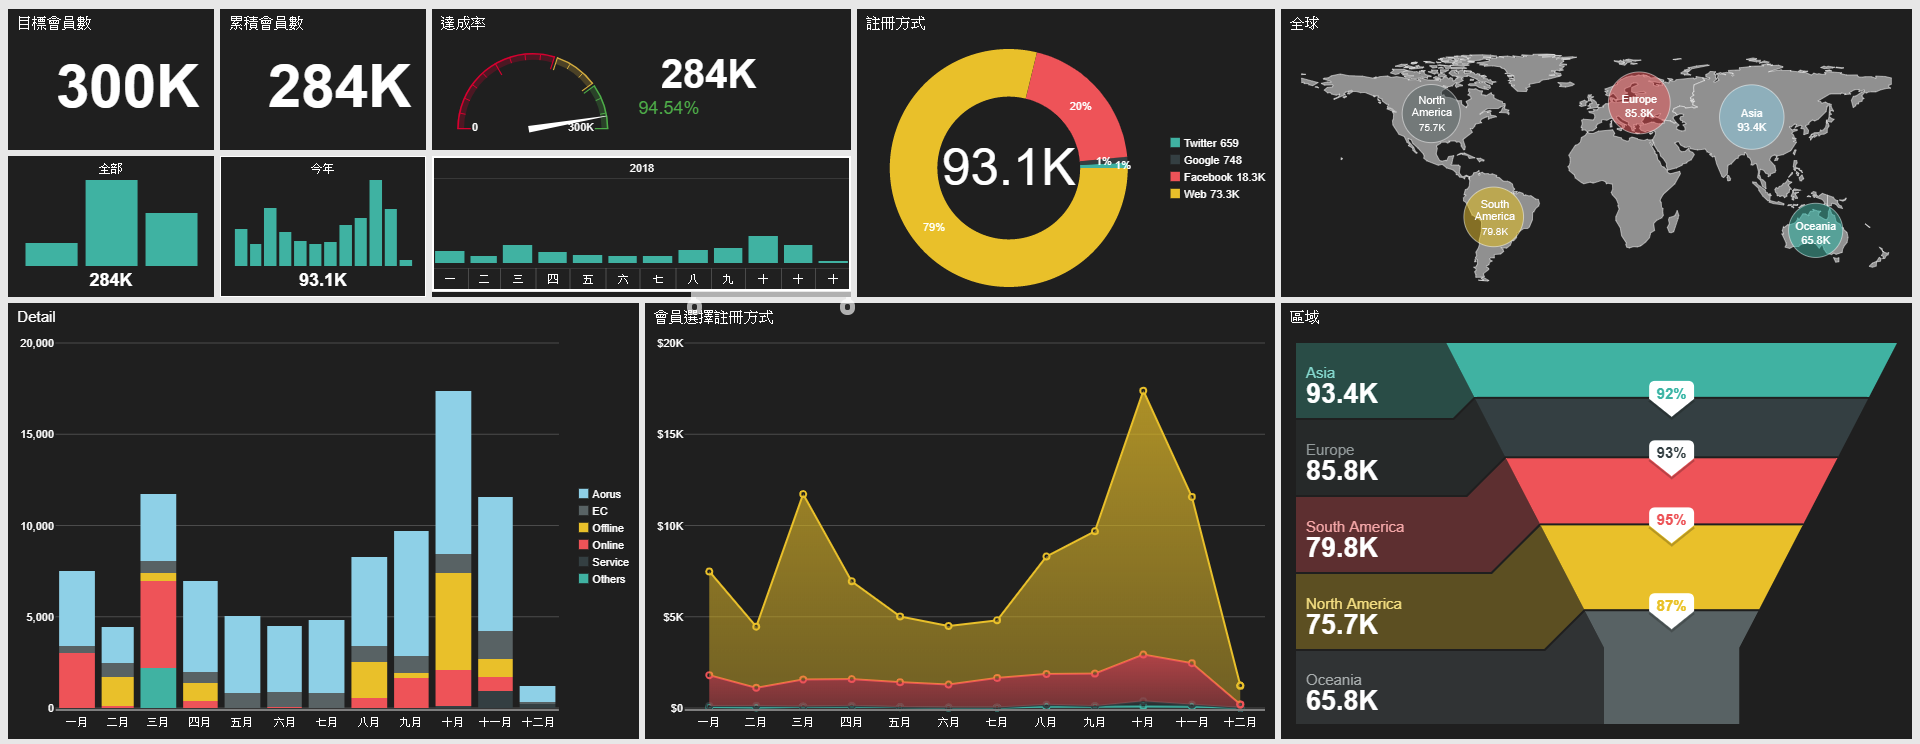 目標會員數
300K
累積會員數
284K
達成率
0
300K
284K
94.54%
註冊方式
20%
1%
1%
79%
93.1K
Twitter 659
Google 748
Facebook 18.3K
Web 73.3K
全球
North
America
75.7K
Europe
85.8K
Asia
93.4K
South
America
79.8K
Oceania
65.8K
全部
284K
今年
93.1K
2018
一 二 三 四 五 六 七 八 九 十 十 十
Detail
20,000
15,000
10,000
5,000
0
一月 二月 三月 四月 五月 六月 七月 八月 九月 十月 十一月 十二月
Aorus
EC
Offline
Online
Service
Others
會員選擇註冊方式
$20K
$15K
$10K
$5K
$0
一月 二月 三月 四月 五月 六月 七月 八月 九月 十月 十一月 十二月
區域
Asia
93.4K
92%
Europe
85.8K
93%
South America
79.8K
95%
North America
75.7K
87%
Oceania
65.8K